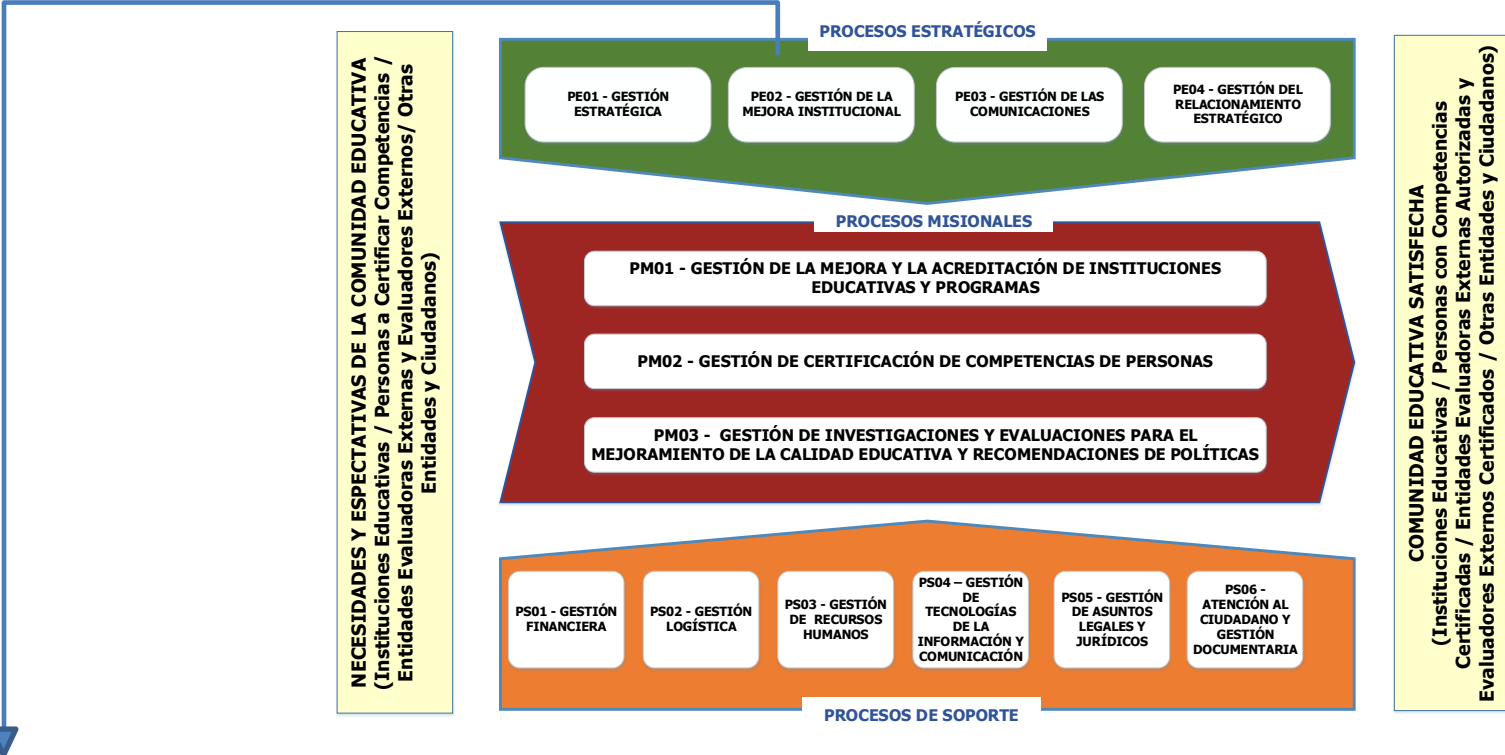 NECESIDADES Y ESPECTATIVAS DE LA COMUNIDAD EDUCATIVA
(Instituciones Educativas / Personas a Certificar Competencias /
Entidades Evaluadoras Externas y Evaluadores Externos/ Otras
Entidades y Ciudadanos)
PROCESOS ESTRATÉGICOS
PE01 - GESTIÓN
ESTRATÉGICA
PE02 - GESTIÓN DE LA
MEJORA INSTITUCIONAL
PE03 - GESTIÓN DE LAS
COMUNICACIONES
PE04 - GESTIÓN DEL
RELACIONAMIENTO
ESTRATÉGICO
PROCESOS MISIONALES
PM01 - GESTIÓN DE LA MEJORA Y LA ACREDITACIÓN DE INSTITUCIONES
EDUCATIVAS Y PROGRAMAS
PM02 - GESTIÓN DE CERTIFICACIÓN DE COMPETENCIAS DE PERSONAS
PM03 - GESTIÓN DE INVESTIGACIONES Y EVALUACIONES PARA EL
MEJORAMIENTO DE LA CALIDAD EDUCATIVA Y RECOMENDACIONES DE POLÍTICAS
PS01 - GESTIÓN
FINANCIERA
PS02 - GESTIÓN
LOGÍSTICA
PS03 - GESTIÓN
DE RECURSOS
HUMANOS
PS04 – GESTIÓN
DE
TECNOLOGÍAS
DE LA
INFORMACIÓN Y
COMUNICACIÓN
PS05 - GESTIÓN
DE ASUNTOS
LEGALES Y
JURÍDICOS
PS06 -
ATENCIÓN AL
CIUDADANO Y
GESTIÓN
DOCUMENTARIA
PROCESOS DE SOPORTE
COMUNIDAD EDUCATIVA SATISFECHA
(Instituciones Educativas / Personas con Competencias
Certificadas / Entidades Evaluadoras Externas Autorizadas y
Evaluadores Externos Certificados / Otras Entidades y Ciudadanos)